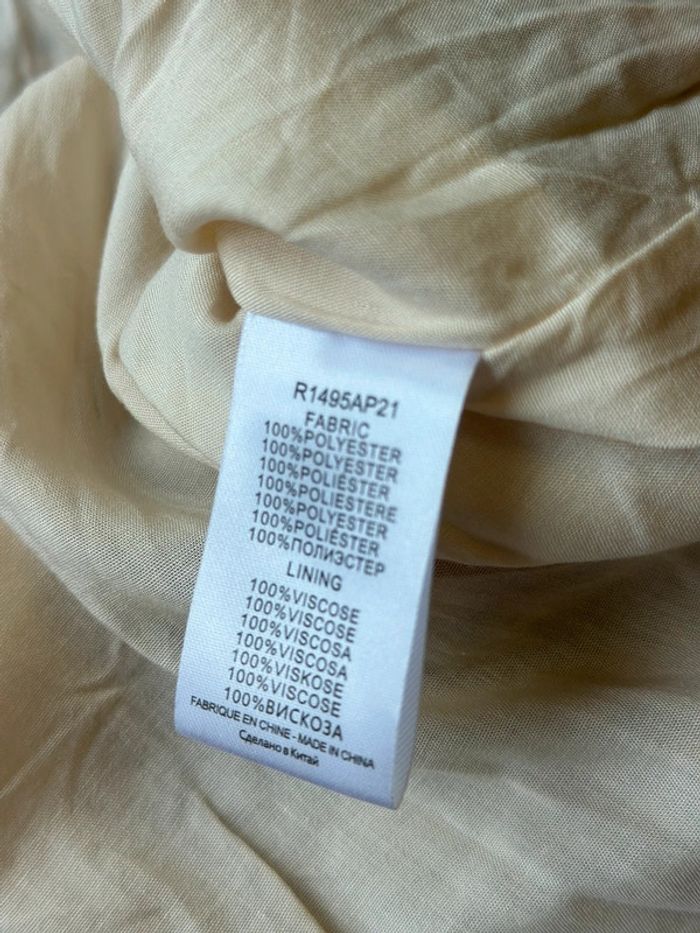 R1495AP21
FABRIC
100%POLYESTER
100%POLYESTER
100%POLIÉSTER
100%POLIESTERE
100%POLYESTER
100%POLIÉSTER
100%ПОЛИЭСТЕР
LINING
100%VISCOSE
100%VISCOSE
100%VISCOSA
100%VISCOSA
100%VISKOSE
100%VISCOSE
100%ВИСКОЗА
FABRIQUE EN CHINE - MADE IN CHINA
Сделано в Китай